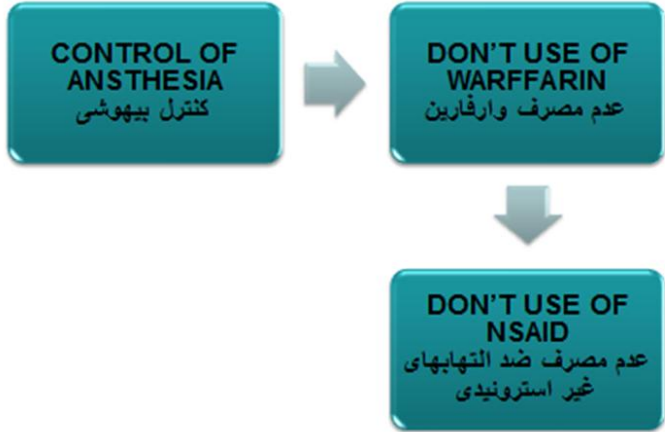 CONTROL OF
ANSTHESIA
کنترل بیهوشی
DON'T USE OF
WARFFARIN
عدم مصرف وارفارین
DON'T USE OF
NSAID
عدم مصرف ضد التهابهای
غیر استرونیدی